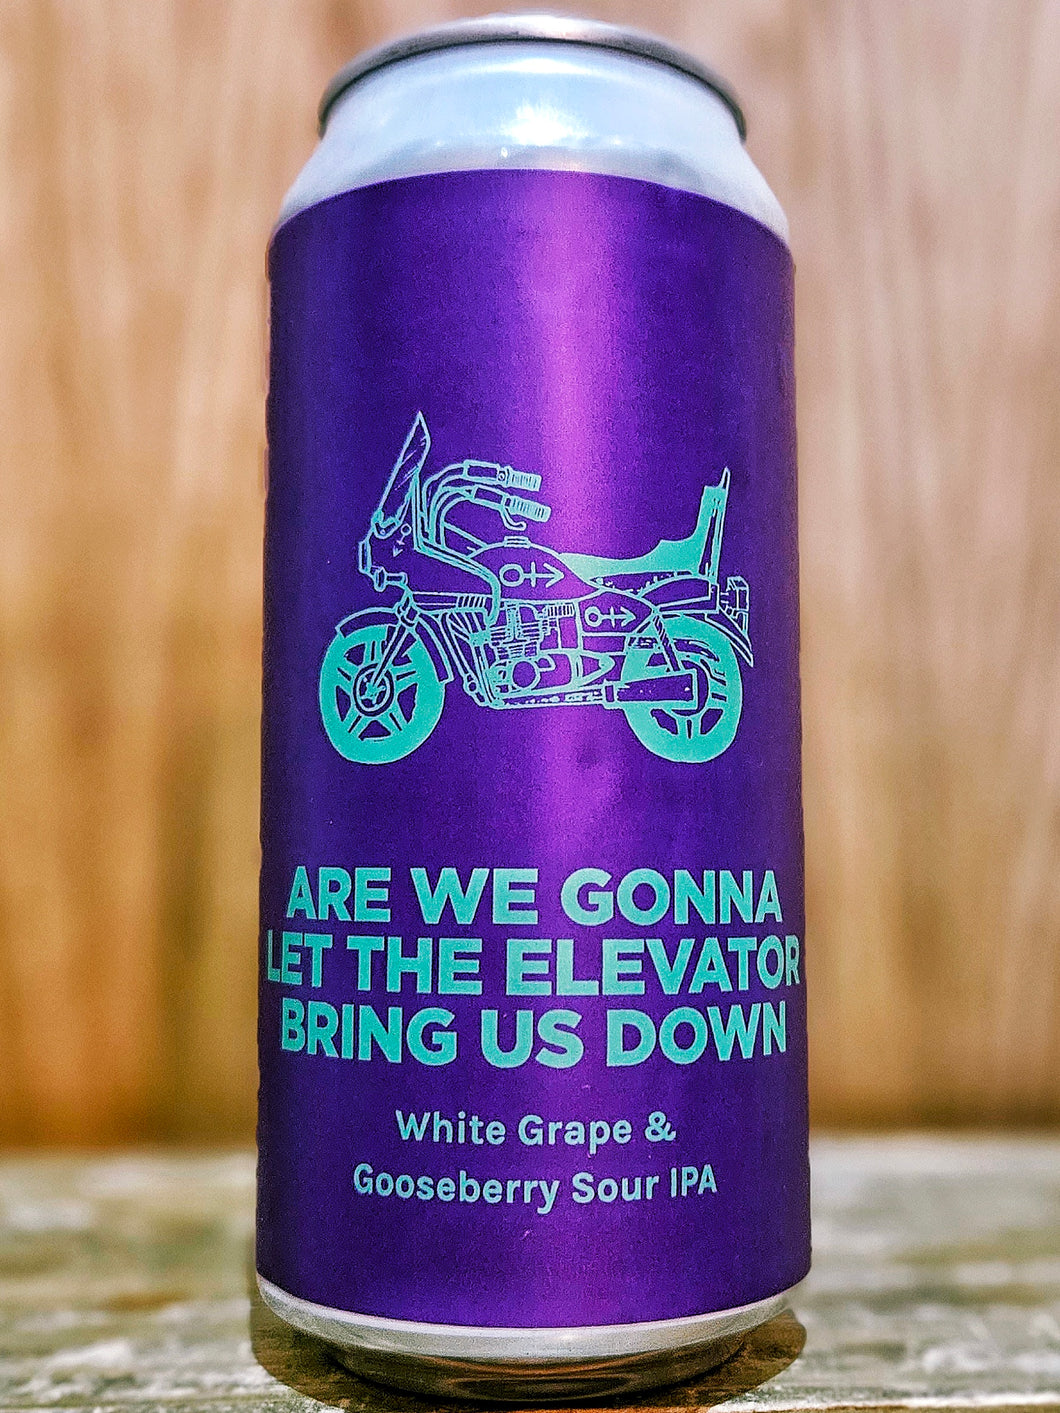 ARE WE GONNA
LET THE ELEVATOR
BRING US DOWN
White Grape &
Gooseberry Sour IPA